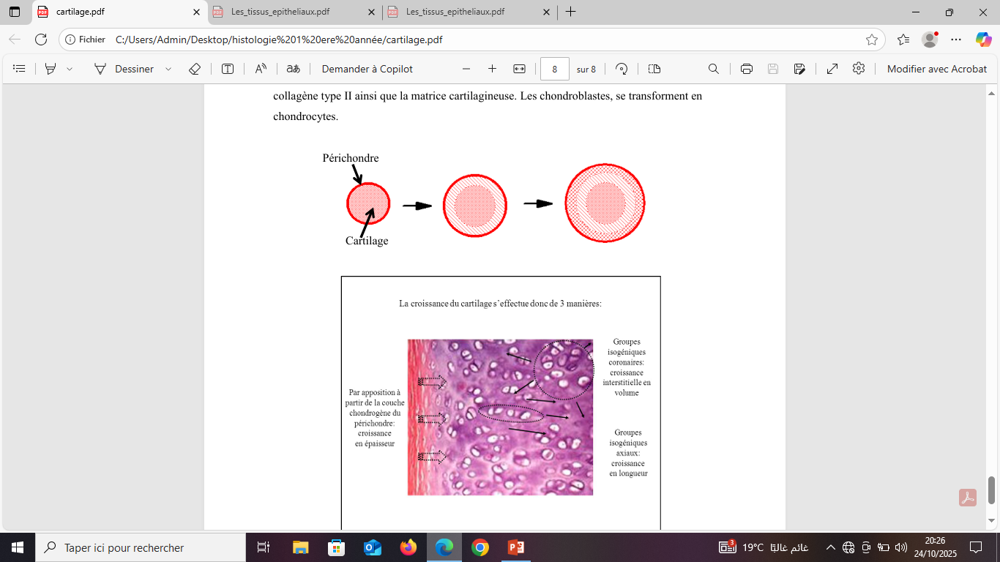 cartilage.pdf
Les_tissus_epitheliaux.pdf
Les_tissus_epitheliaux.pdf
Fichier
C:/Users/Admin/Desktop/histologie%201%20ere%20année/cartilage.pdf
Dessiner
aあ
Demander à Copilot
8
sur 8
Modifier avec Acrobat
collagène type II ainsi que la matrice cartilagineuse. Les chondroblastes, se transforment en
chondrocytes.
Périchondre
Cartilage
La croissance du cartilage s'effectue donc de 3 manières:
Par apposition à
partir de la couche
chondrogène du
périchondre:
croissance
en épaisseur
Groupes
isogéniques
coronaires:
croissance
interstitielle en
volume
Groupes
isogéniques
axiaux:
croissance
en longueur
Taper ici pour rechercher
3
19°C
غائم غالبًا
20:26
24/10/2025